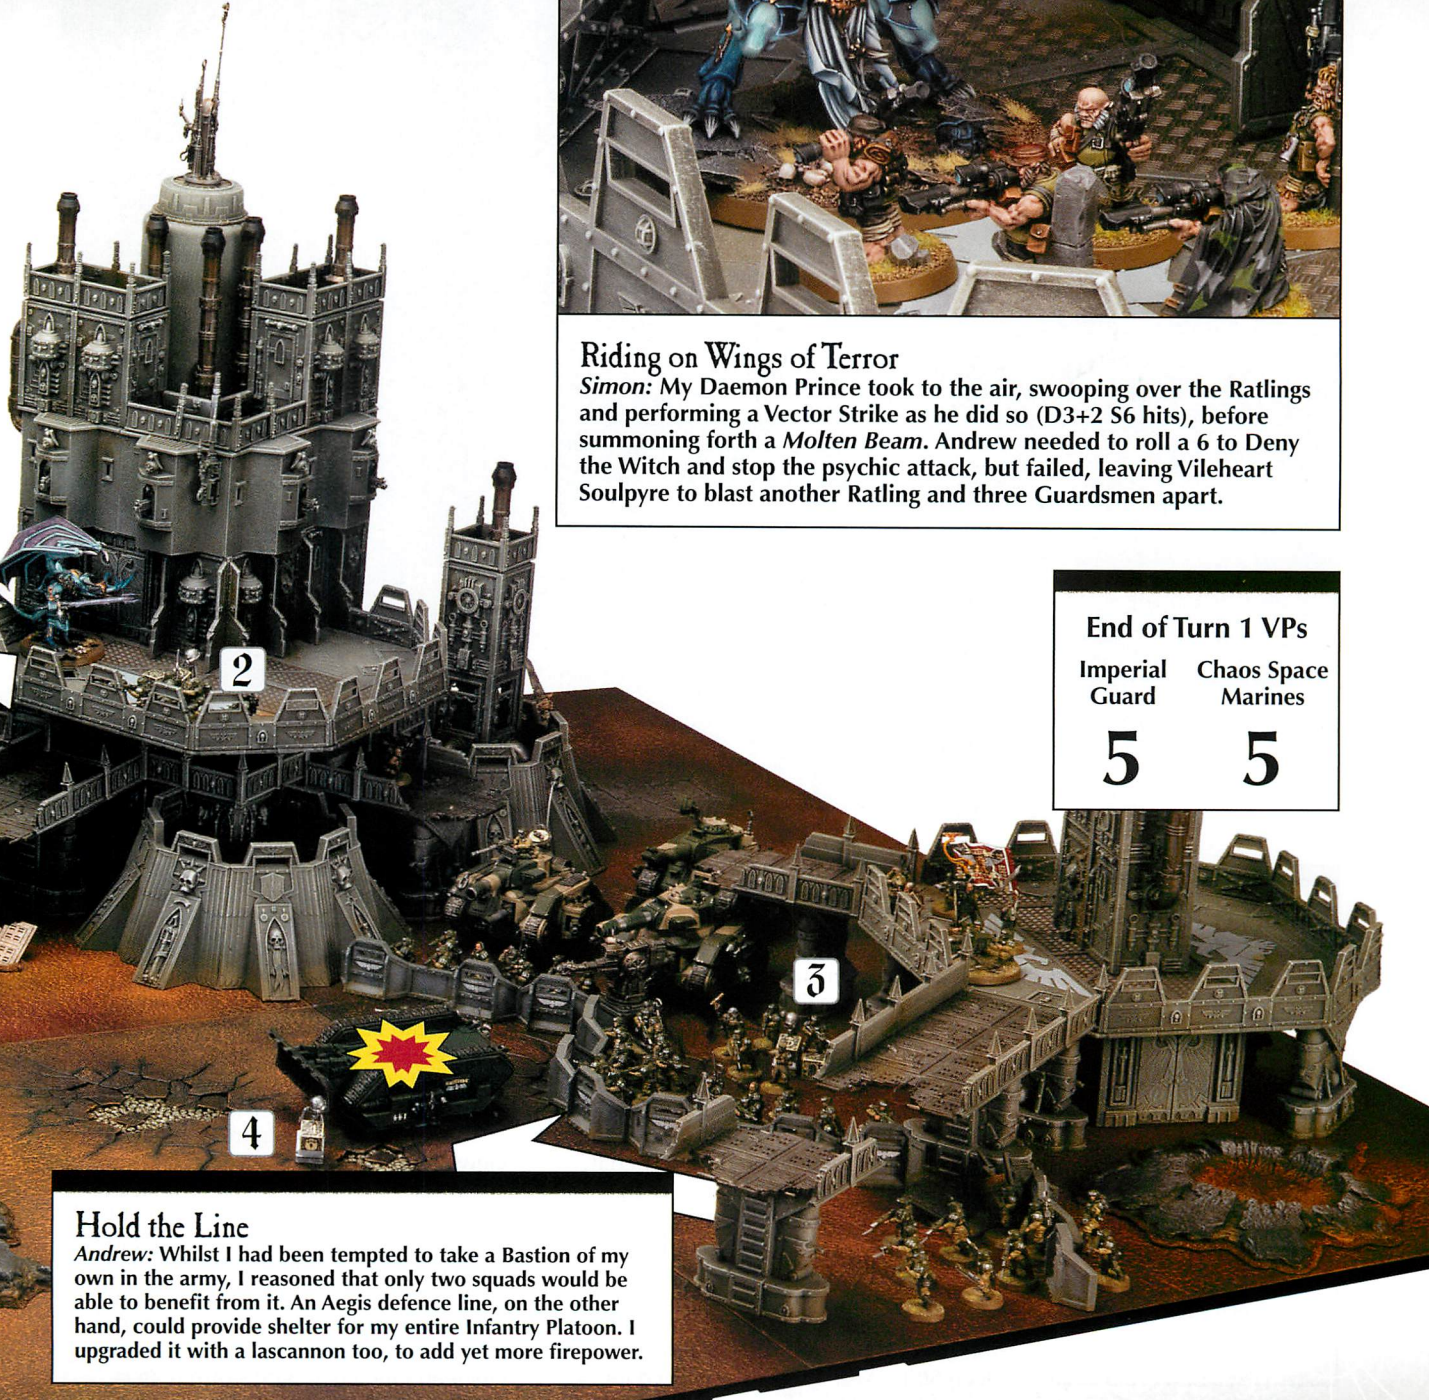 Riding on Wings of Terror
Simon: My Daemon Prince took to the air, swooping over the Ratlings
and performing a Vector Strike as he did so (D3+2 S6 hits), before
summoning forth a Molten Beam. Andrew needed to roll a 6 to Deny
the Witch and stop the psychic attack, but failed, leaving Vileheart
Soulpyre to blast another Ratling and three Guardsmen apart.
End of Turn 1 VPs
Imperial Chaos Space
Guard Marines
5 5
2
3
4
Hold the Line
Andrew: Whilst I had been tempted to take a Bastion of my
own in the army, I reasoned that only two squads would be
able to benefit from it. An Aegis defence line, on the other
hand, could provide shelter for my entire Infantry Platoon. I
upgraded it with a lascannon too, to add yet more firepower.